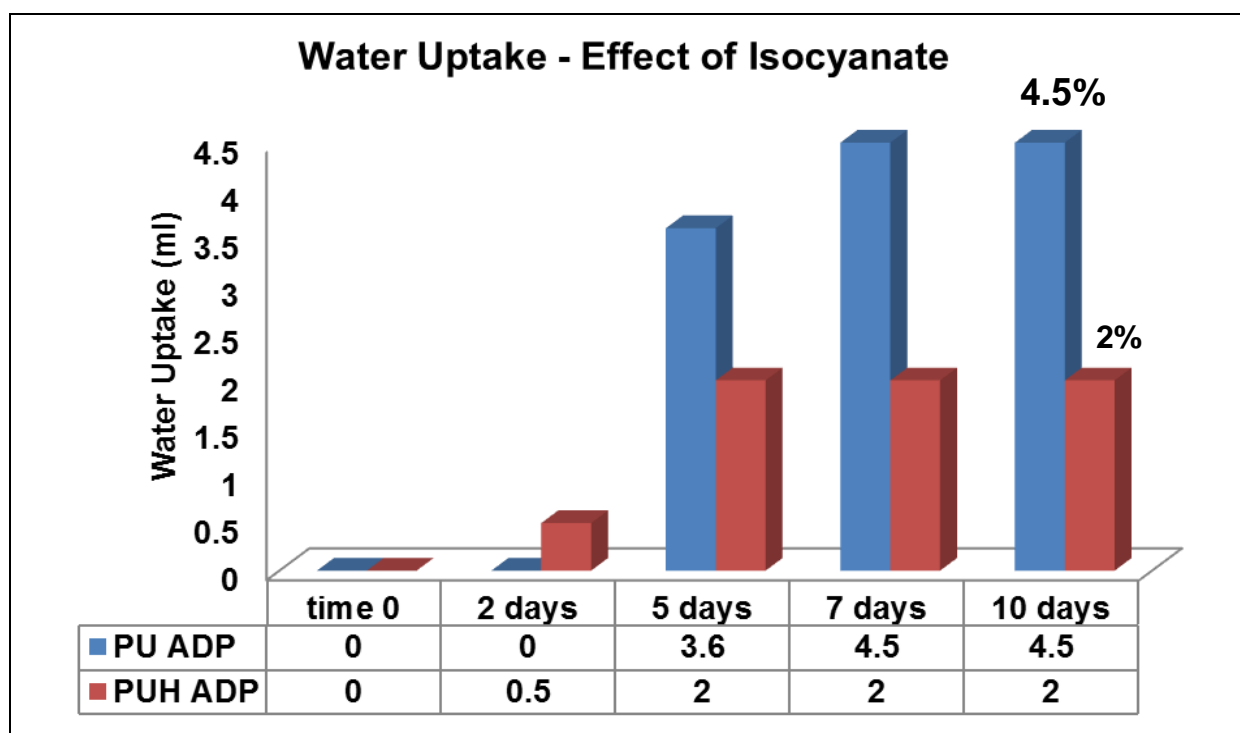 Water Uptake - Effect of Isocyanate
4.5%
2%
Water Uptake (ml)
4.5
4
3.5
3
2.5
2
1.5
1
0.5
0
time 0 2 days 5 days 7 days 10 days
PU ADP 0 0 3.6 4.5 4.5
PUH ADP 0 0.5 2 2 2